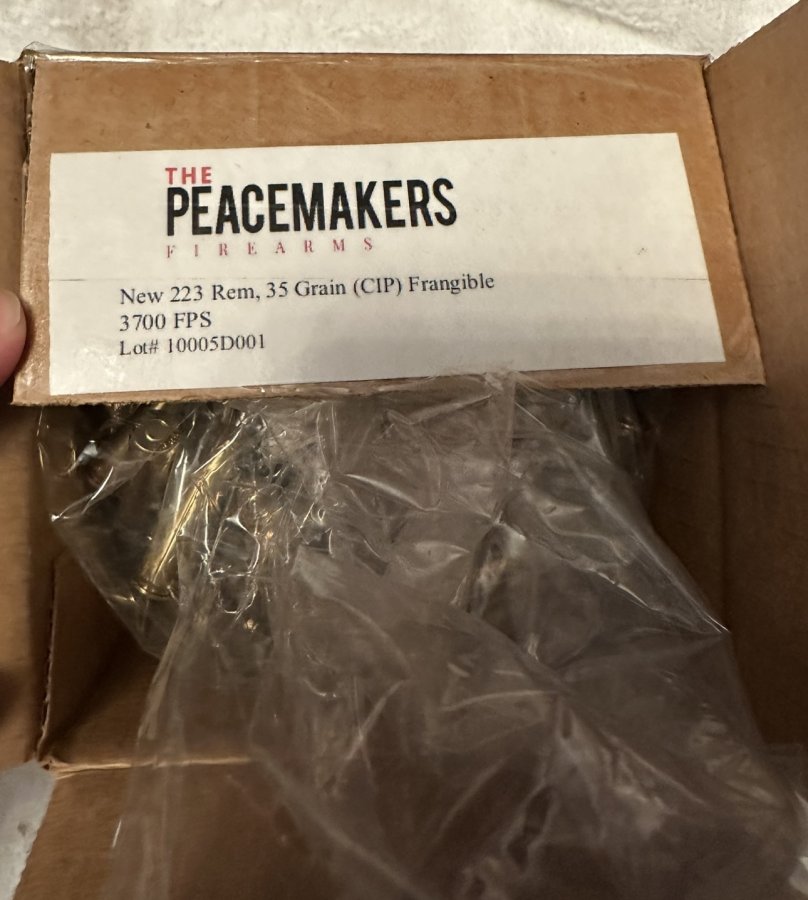 THE
PEACEMAKERS
FIREARMS
New 223 Rem, 35 Grain (CIP) Frangible
3700 FPS
Lot# 10005D001